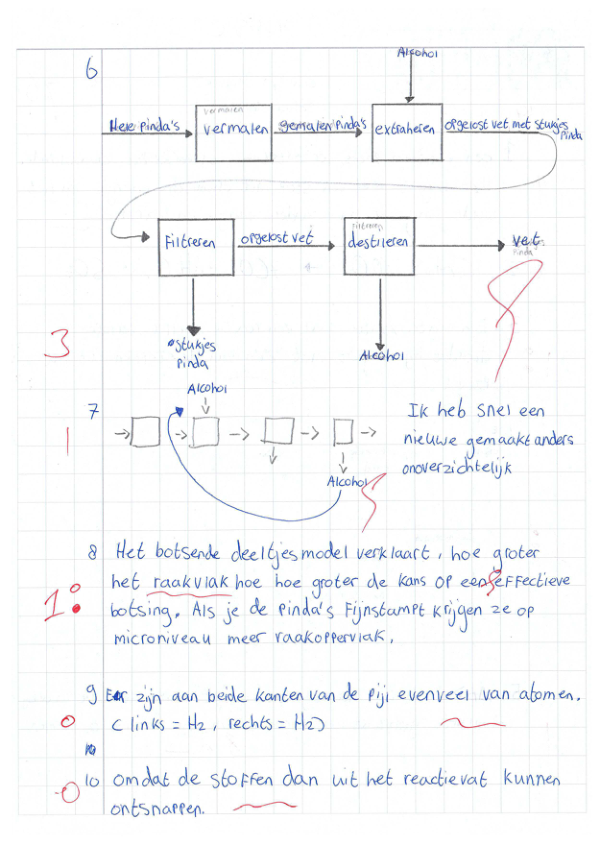 6
Alcohol
vermalen
Hele pinda's
vermalen
gemalen pinda's
extraheren
opgelost vet met stukjes
pinda
Filtreren
opgelost vet
destileren
vet
pinda
3
stukjes
pinda
Alcohol
7
1
Alcohol
Alcohol
Ik heb snel een
nieuwe gemaakt anders
onoverzichtelijk
8 Het botsende deeltjesmodel verklaart, hoe groter
het raakvlak hoe hoe groter de kans op een effectieve
botsing. Als je de pinda's Fijnstampt krijgen ze op
microniveau meer raakoppervlak.
1
9 Er zijn aan beide kanten van de pijl evenveel van atomen.
( links = H2, rechts = H2)
0
10
10 omdat de stoffen dan uit het reactievat kunnen
ontsnappen.
0